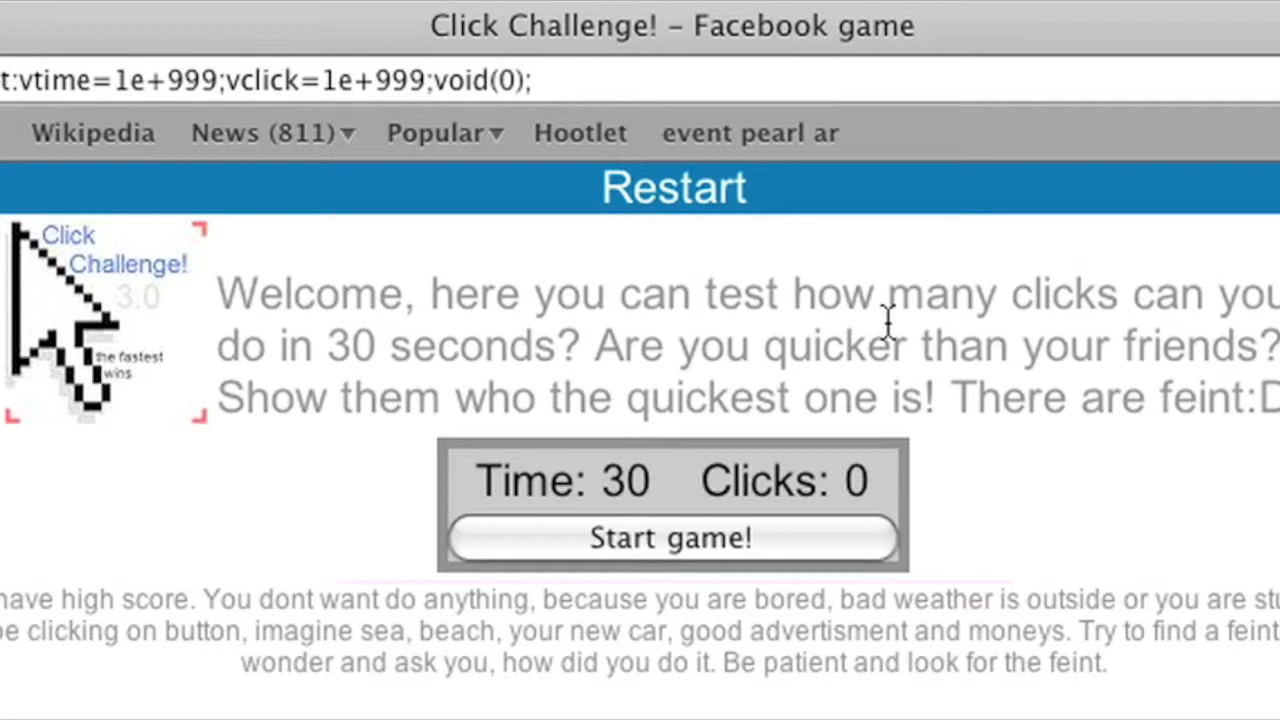 Click Challenge! – Facebook game
t:vtime=1e+999;vclick=1e+999;void(0);
Wikipedia News (811) Popular Hootlet event pearl ar
Restart
Click
Challenge!
3.0
the fastest
wins
Welcome, here you can test how many clicks can you
do in 30 seconds? Are you quicker than your friends?
Show them who the quickest one is! There are feint:D
Time: 30 Clicks: 0
Start game!
have high score. You dont want do anything, because you are bored, bad weather is outside or you are stu
be clicking on button, imagine sea, beach, your new car, good advertisment and moneys. Try to find a feint
wonder and ask you, how did you do it. Be patient and look for the feint.